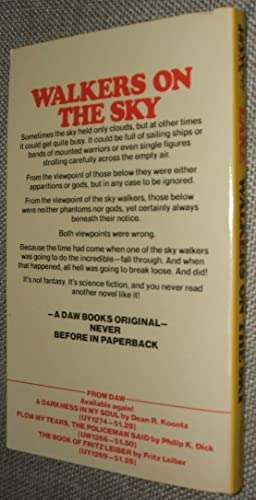 WALKERS ON
THE SKY
Sometimes the sky held only clouds, but at other times
it could get quite busy. It could be full of sailing ships or
bands of mounted warriors or even single figures
strolling carefully across the empty air.
From the viewpoint of those below they were either
apparitions or gods, but in any case to be ignored.
From the viewpoint of the sky walkers, those below
were neither phantoms nor gods, yet certainly always
beneath their notice.
Both viewpoints were wrong.
Because the time had come when one of the sky walkers
was going to do the incredible—fall through. And when
that happened, all hell was going to break loose. And did!
It's not fantasy. It's science fiction, and you never read
another novel like it!
—A DAW BOOKS ORIGINAL—
NEVER
BEFORE IN PAPERBACK
—FROM DAW—
Available again!
A DARKNESS IN MY SOUL by Dean R. Koontz
(UY1274—$1.25)
FLOW MY TEARS, THE POLICEMAN SAID by Philip K. Dick
(UW1266—$1.50)
THE BOOK OF FRITZ LEIBER by Fritz Leiber
(UY1269—$1.25)